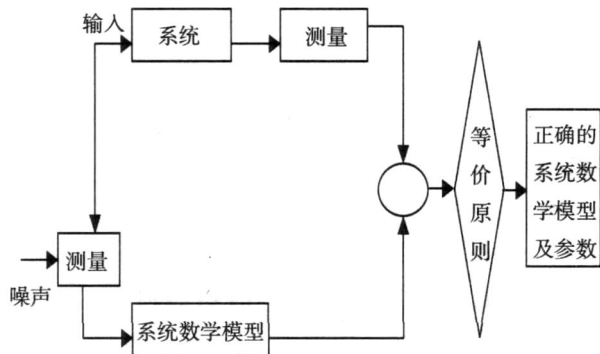 输入
系统
测量
等价原则
正确的
系统数
学模型
及参数
测量
噪声
系统数学模型